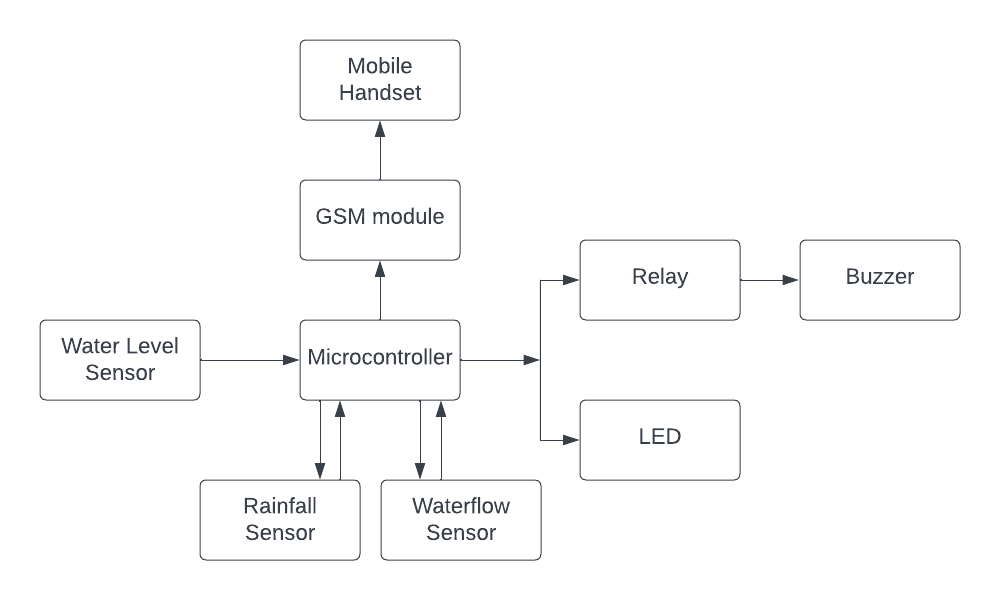 Mobile
Handset
GSM module
Relay
Buzzer
Water Level
Sensor
Microcontroller
LED
Rainfall
Sensor
Waterflow
Sensor